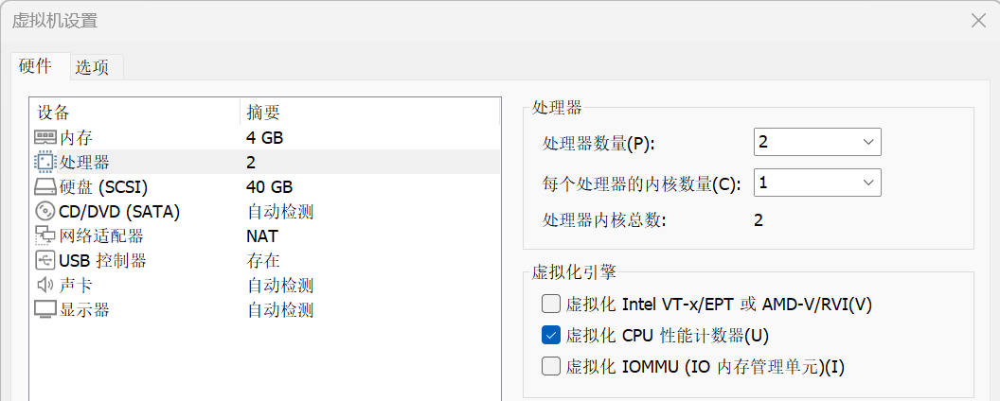 虚拟机设置
硬件 选项
设备 摘要
内存 4 GB
处理器 2
硬盘 (SCSI) 40 GB
CD/DVD (SATA) 自动检测
网络适配器 NAT
USB 控制器 存在
声卡 自动检测
显示器 自动检测
处理器
处理器数量(P): 2
每个处理器的内核数量(C): 1
处理器内核总数: 2
虚拟化引擎
虚拟化 Intel VT-x/EPT 或 AMD-V/RVI(V)
虚拟化 CPU 性能计数器(U)
虚拟化 IOMMU (IO 内存管理单元)(I)